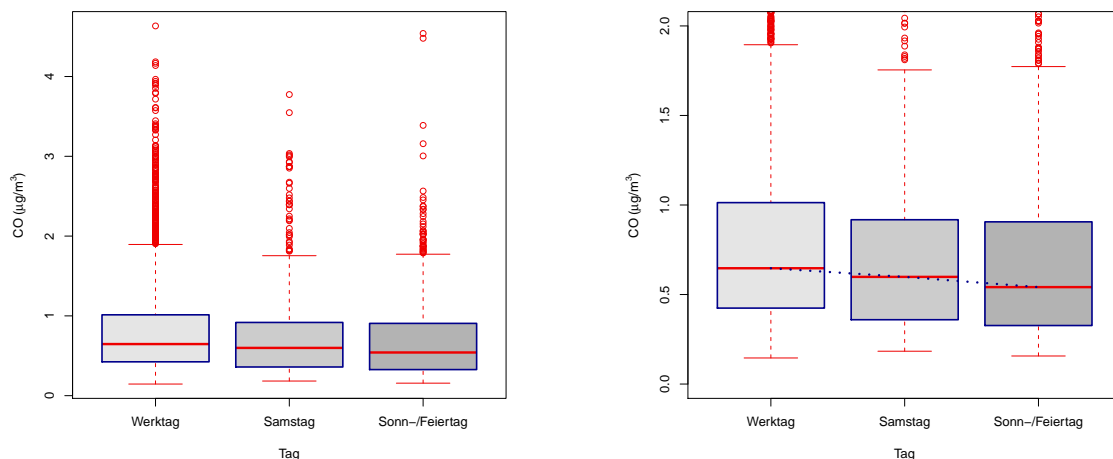 4
3
2
1
0
CO (μg/m³)
Werktag
Samstag
Sonn−/Feiertag
Tag
2.0
1.5
1.0
0.5
0.0
CO (μg/m³)
Werktag
Samstag
Sonn−/Feiertag
Tag